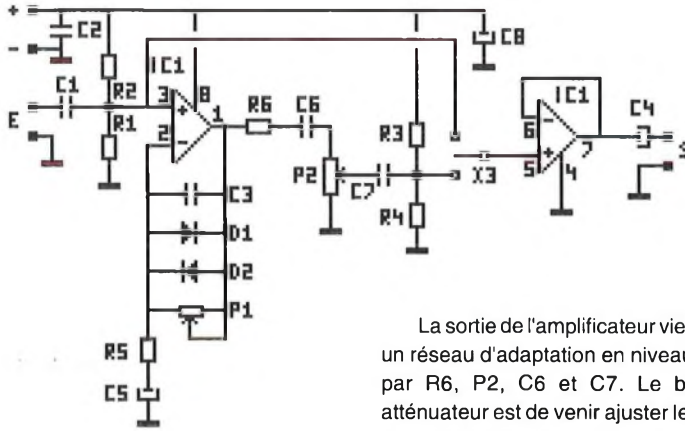 +
-
C2
C8
C1
R2
IC1
3
8
+
1
R6
C6
IC1
6
-
7
C4
E
R1
2
-
R3
P2
C7
+
5
4
X3
S
C3
R4
D1
D2
P1
R5
C5
La sortie de l'amplificateur vie
un réseau d'adaptation en niveau
par R6, P2, C6 et C7. Le b
atténuateur est de venir ajuster le